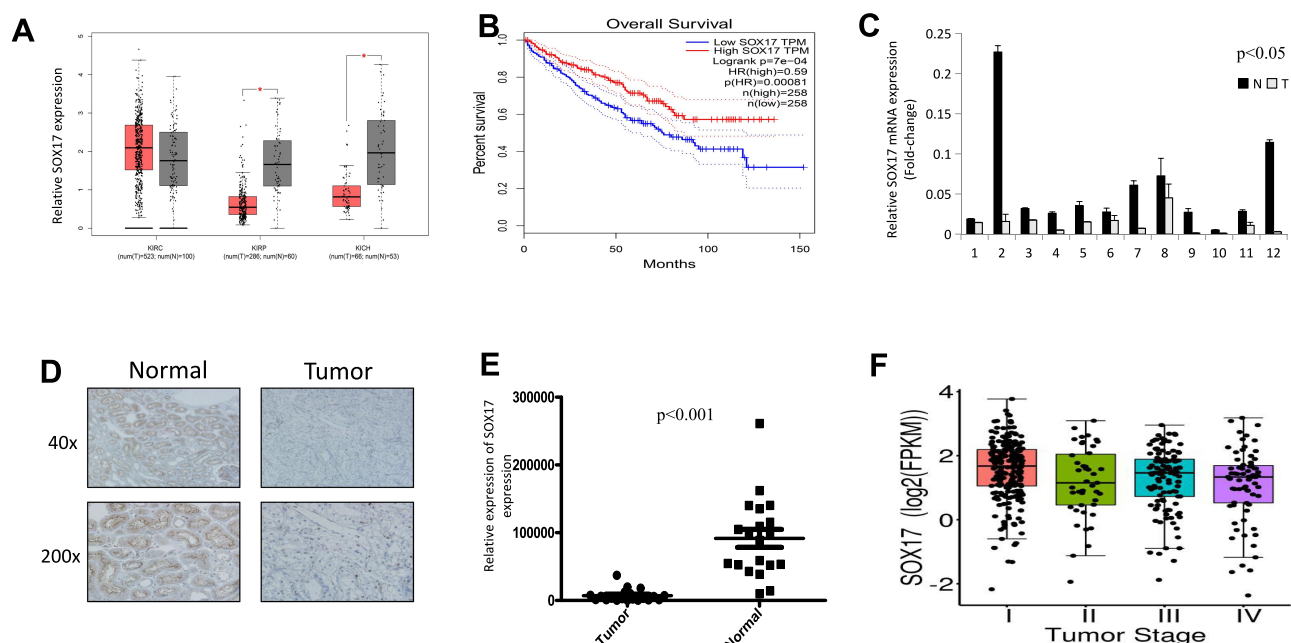 A
Relative SOX17 expression
5
4
3
2
1
0
KIRC
(num(T)=523; num(N)=100)
KIRP
(num(T)=286; num(N)=60)
KICH
(num(T)=66; num(N)=53)
*
*
B
Overall Survival
Low SOX17 TPM
High SOX17 TPM
Logrank p=7e−04
HR(high)=0.59
p(HR)=0.00081
n(high)=258
n(low)=258
Percent survival
1.0
0.8
0.6
0.4
0.2
0.0
0
50
100
150
Months
C
Relative SOX17 mRNA expression
(Fold-change)
0.25
0.2
0.15
0.1
0.05
0
p<0.05
N T
1 2 3 4 5 6 7 8 9 10 11 12
D
Normal
Tumor
40x
200x
E
Relative expression of SOX17
expression
300000
200000
100000
0
p<0.001
Tumor
Normal
F
SOX17 (log2(FPKM))
4
2
0
-2
I
II
III
IV
Tumor Stage